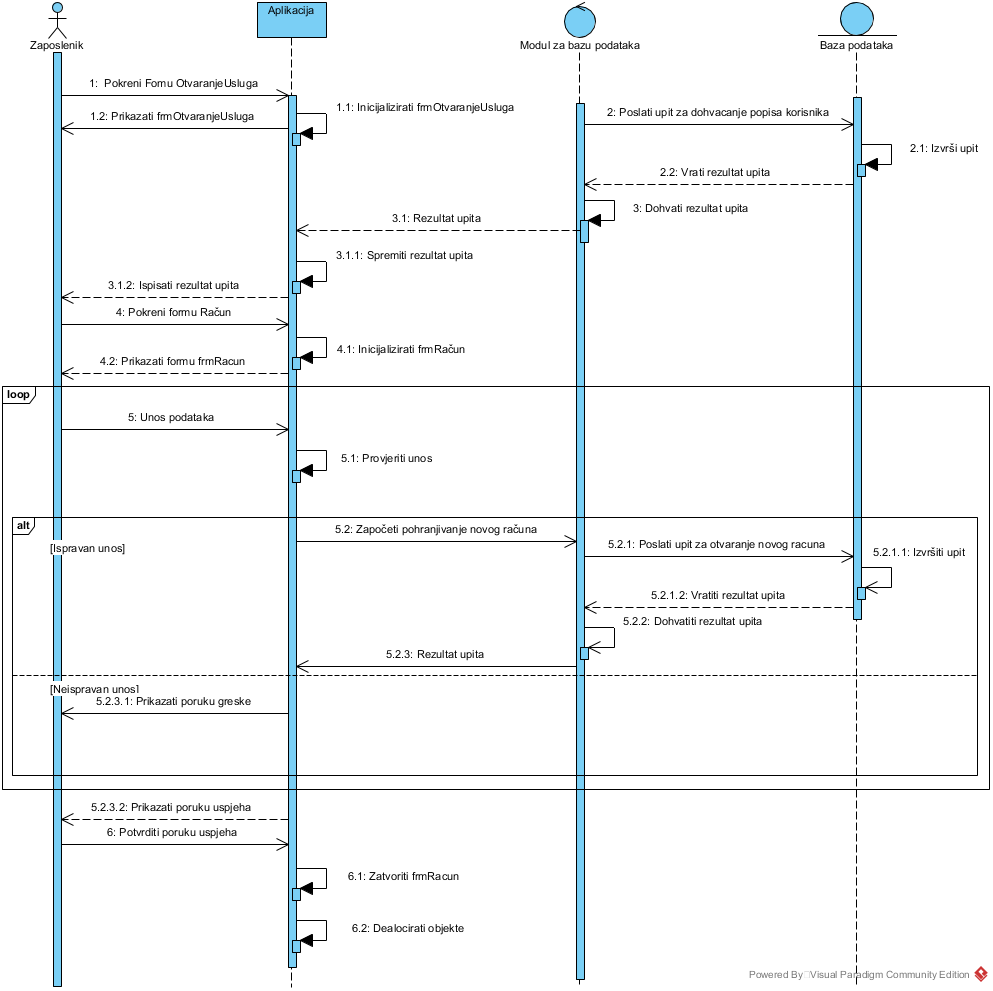 Zaposlenik
Aplikacija
Modul za bazu podataka
Baza podataka
1:  Pokreni Fomu OtvaranjeUsluga
1.1: Inicijalizirati frmOtvaranjeUsluga
1.2: Prikazati frmOtvaranjeUsluga
2: Poslati upit za dohvacanje popisa korisnika
2.1: Izvrši upit
2.2: Vrati rezultat upita
3: Dohvati rezultat upita
3.1: Rezultat upita
3.1.1: Spremiti rezultat upita
3.1.2: Ispisati rezultat upita
4: Pokreni formu Račun
4.1: Inicijalizirati frmRačun
4.2: Prikazati formu frmRacun
loop
5: Unos podataka
5.1: Provjeriti unos
alt
5.2: Započeti pohranjivanje novog računa
[Ispravan unos]
5.2.1: Poslati upit za otvaranje novog racuna
5.2.1.1: Izvršiti upit
5.2.1.2: Vratiti rezultat upita
5.2.2: Dohvatiti rezultat upita
5.2.3: Rezultat upita
[Neispravan unos]
5.2.3.1: Prikazati poruku greske
5.2.3.2: Prikazati poruku uspjeha
6: Potvrditi poruku uspjeha
6.1: Zatvoriti frmRacun
6.2: Dealocirati objekte
Powered By Visual Paradigm Community Edition